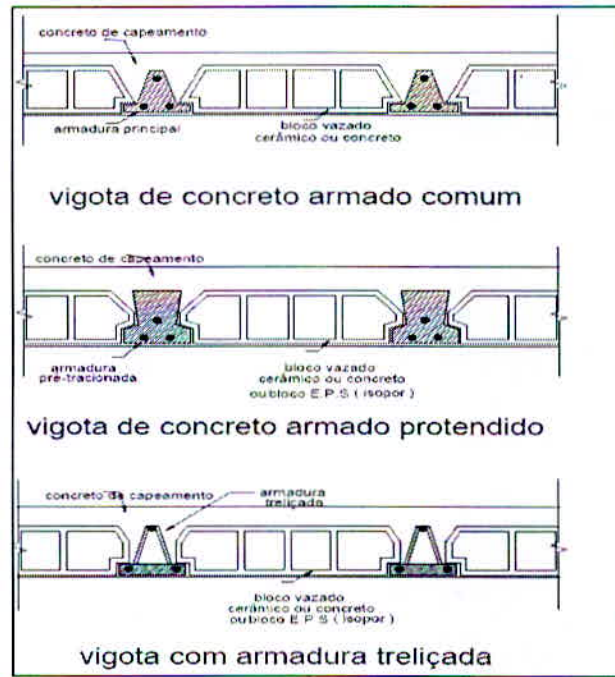 concreto de capeamento
armadura principal
bloco vazado
cerâmico ou concreto
vigota de concreto armado comum
concreto de capeamento
armadura
pré-tracionada
bloco vazado
cerâmico ou concreto
ou bloco E.P.S ( isopor )
vigota de concreto armado protendido
concreto de capeamento
armadura
treliçada
bloco vazado
cerâmico ou concreto
ou bloco E.P.S ( isopor )
vigota com armadura treliçada